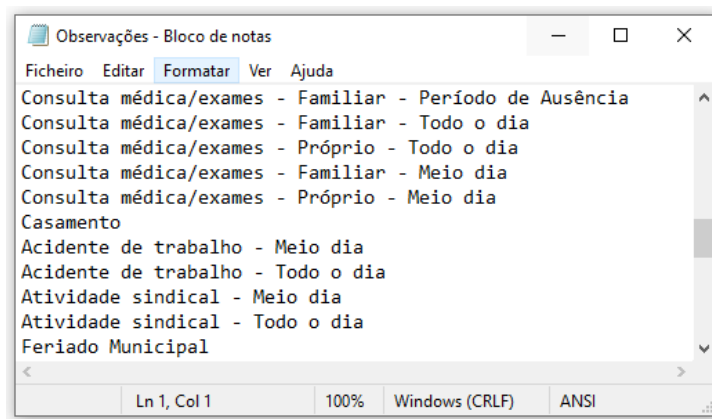 Observações - Bloco de notas
Ficheiro Editar Formatar Ver Ajuda
Consulta médica/exames - Familiar - Período de Ausência
Consulta médica/exames - Familiar - Todo o dia
Consulta médica/exames - Próprio - Todo o dia
Consulta médica/exames - Familiar - Meio dia
Consulta médica/exames - Próprio - Meio dia
Casamento
Acidente de trabalho - Meio dia
Acidente de trabalho - Todo o dia
Atividade sindical - Meio dia
Atividade sindical - Todo o dia
Feriado Municipal
Ln 1, Col 1 100% Windows (CRLF) ANSI